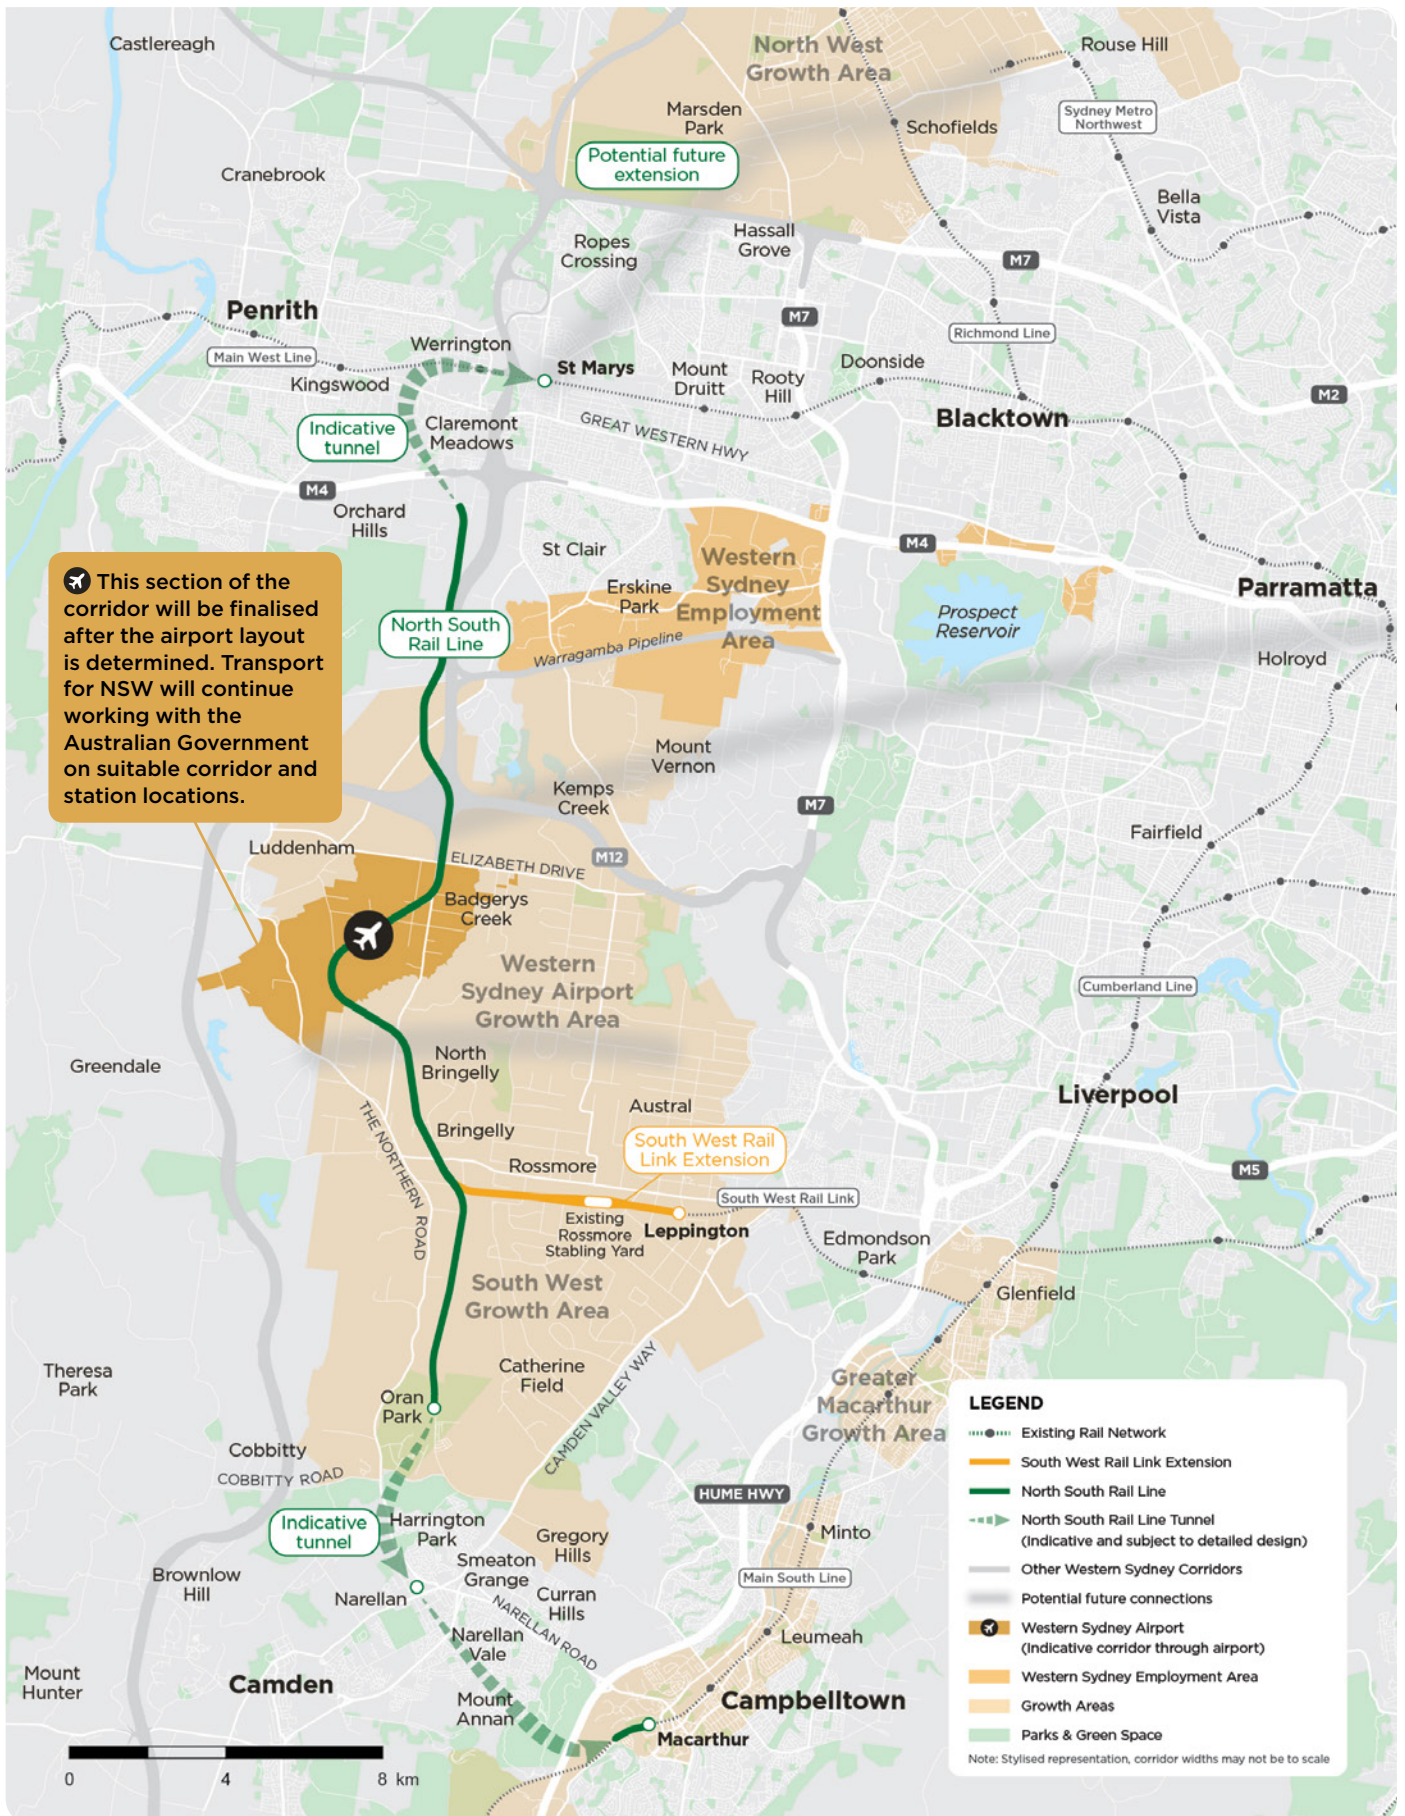 Castlereagh
North West
Growth Area
Rouse Hill
Marsden
Park
Sydney Metro
Northwest
Schofields
Potential future
extension
Cranebrook
Bella
Vista
Ropes
Crossing
Hassall
Grove
M7
Penrith
M7
Richmond Line
Main West Line
Werrington
St Marys
Mount
Druitt
Rooty
Hill
Doonside
Kingswood
M2
Indicative
tunnel
Claremont
Meadows
GREAT WESTERN HWY
Blacktown
M4
Orchard
Hills
St Clair
Western
Sydney
Employment
Area
M4
Erskine
Park
Parramatta
Prospect
Reservoir
This section of the
corridor will be finalised
after the airport layout
is determined. Transport
for NSW will continue
working with the
Australian Government
on suitable corridor and
station locations.
North South
Rail Line
Warragamba Pipeline
Holroyd
Mount
Vernon
Kemps
Creek
M7
Fairfield
Luddenham
ELIZABETH DRIVE
M12
Badgerys
Creek
Western
Sydney Airport
Growth Area
Cumberland Line
Greendale
North
Bringelly
Liverpool
Austral
THE NORTHERN ROAD
Bringelly
South West Rail
Link Extension
Rossmore
M5
South West Rail Link
Existing
Rossmore
Stabling Yard
Leppington
Edmondson
Park
South West
Growth Area
Glenfield
Theresa
Park
Catherine
Field
CAMDEN VALLEY WAY
Greater
Macarthur
Growth Area
Oran
Park
Cobbitty
COBBITTY ROAD
HUME HWY
Indicative
tunnel
Harrington
Park
Gregory
Hills
Minto
Smeaton
Grange
Brownlow
Hill
Narellan
Curran
Hills
Main South Line
NARELLAN ROAD
Narellan
Vale
Leumeah
Mount
Hunter
Camden
Mount
Annan
Campbelltown
Macarthur
0 4 8 km
LEGEND
Existing Rail Network
South West Rail Link Extension
North South Rail Line
North South Rail Line Tunnel
(Indicative and subject to detailed design)
Other Western Sydney Corridors
Potential future connections
Western Sydney Airport
(Indicative corridor through airport)
Western Sydney Employment Area
Growth Areas
Parks & Green Space
Note: Stylised representation, corridor widths may not be to scale